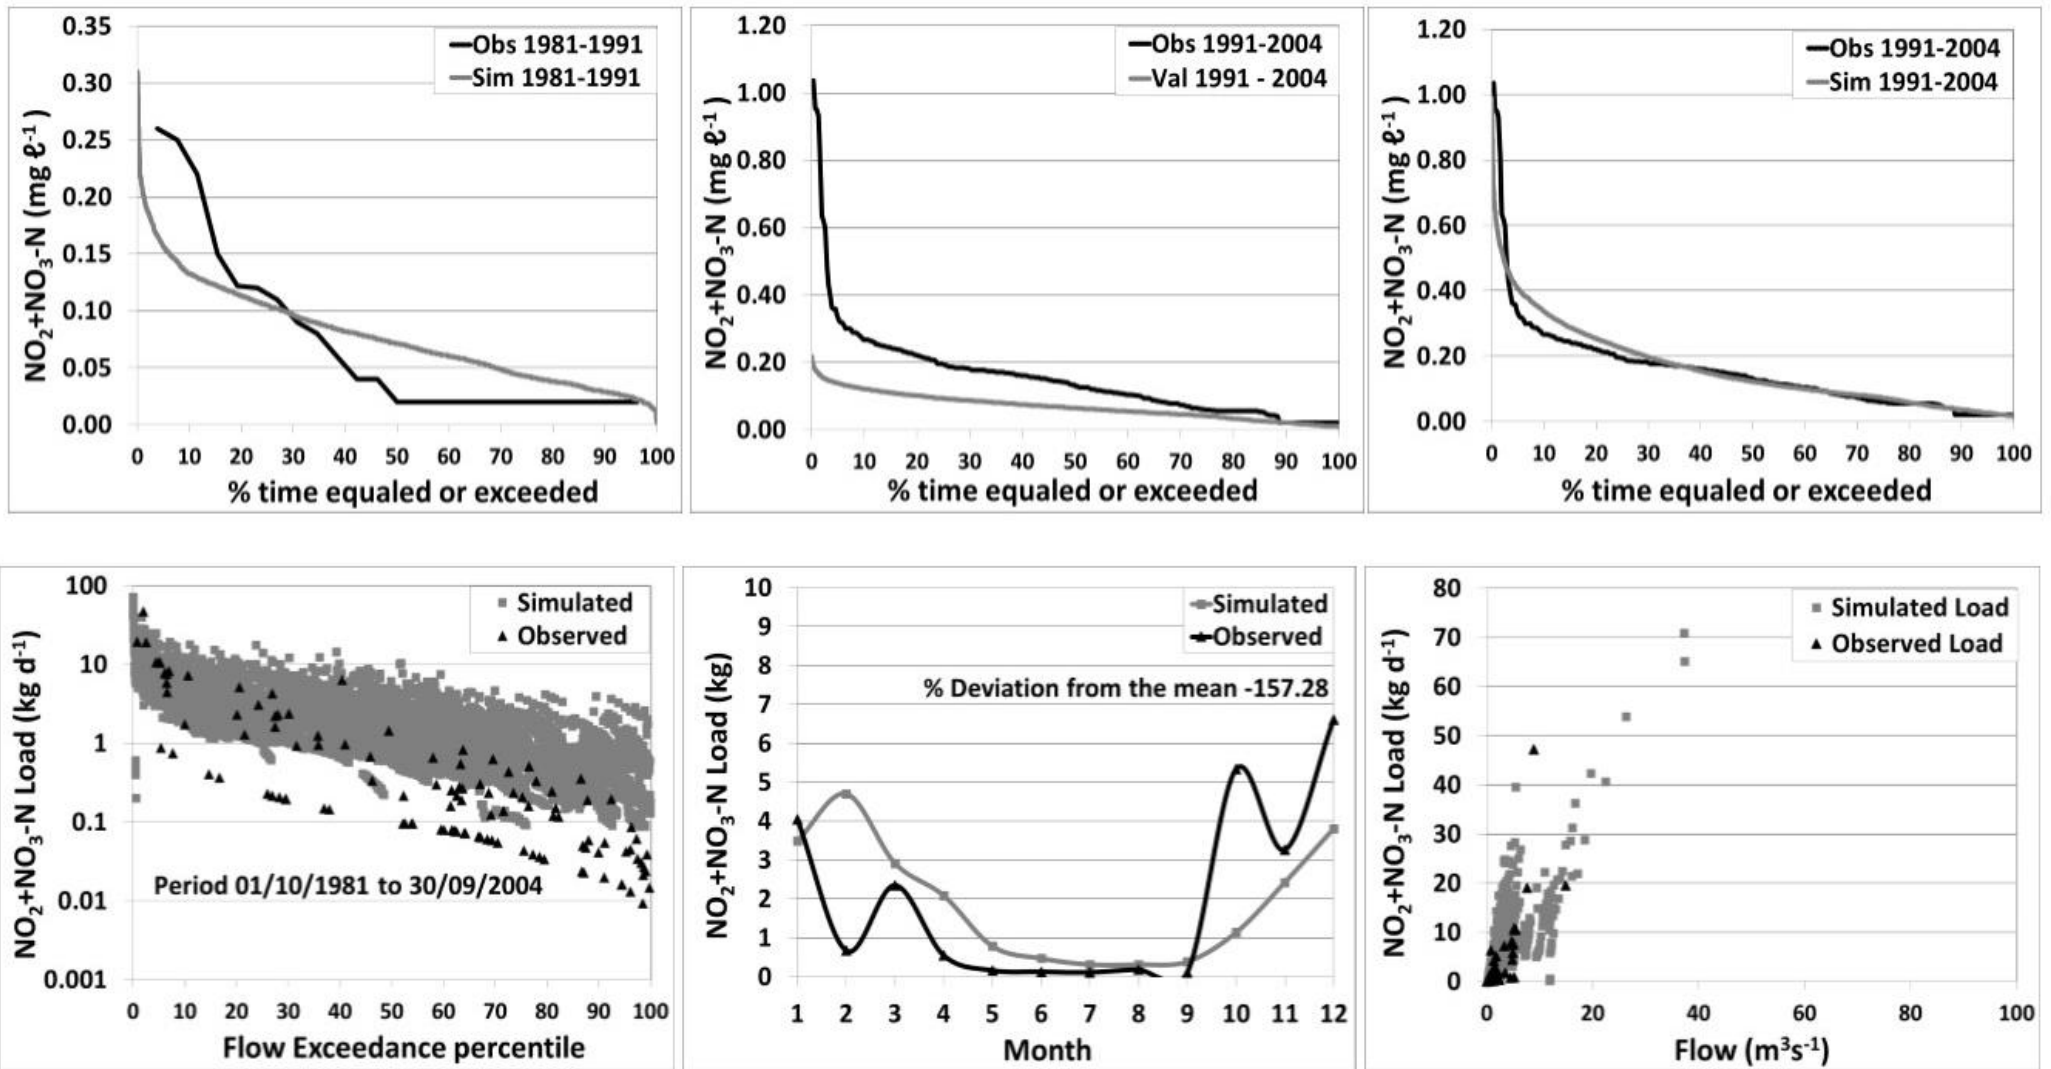 Obs 1981-1991
Sim 1981-1991
NO₂+NO₃-N (mg ℓ⁻¹)
0.35
0.30
0.25
0.20
0.15
0.10
0.05
0.00
0 10 20 30 40 50 60 70 80 90 100
% time equaled or exceeded
Obs 1991-2004
Val 1991 - 2004
NO₂+NO₃-N (mg ℓ⁻¹)
1.20
1.00
0.80
0.60
0.40
0.20
0.00
0 10 20 30 40 50 60 70 80 90 100
% time equaled or exceeded
Obs 1991-2004
Sim 1991-2004
NO₂+NO₃-N (mg ℓ⁻¹)
1.20
1.00
0.80
0.60
0.40
0.20
0.00
0 10 20 30 40 50 60 70 80 90 100
% time equaled or exceeded
Simulated
Observed
NO₂+NO₃-N Load (kg d⁻¹)
100
10
1
0.1
0.01
0.001
Period 01/10/1981 to 30/09/2004
0 10 20 30 40 50 60 70 80 90 100
Flow Exceedance percentile
Simulated
Observed
% Deviation from the mean -157.28
NO₂+NO₃-N Load (kg)
10
9
8
7
6
5
4
3
2
1
0
1 2 3 4 5 6 7 8 9 10 11 12
Month
Simulated Load
Observed Load
NO₂+NO₃-N Load (kg d⁻¹)
80
70
60
50
40
30
20
10
0
0 20 40 60 80 100
Flow (m³s⁻¹)